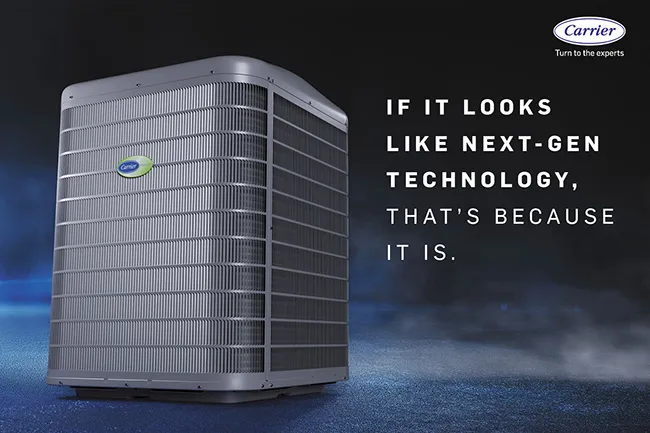 Carrier
Turn to the experts
IF IT LOOKS
LIKE NEXT-GEN
TECHNOLOGY,
THAT'S BECAUSE
IT IS.
Carrier